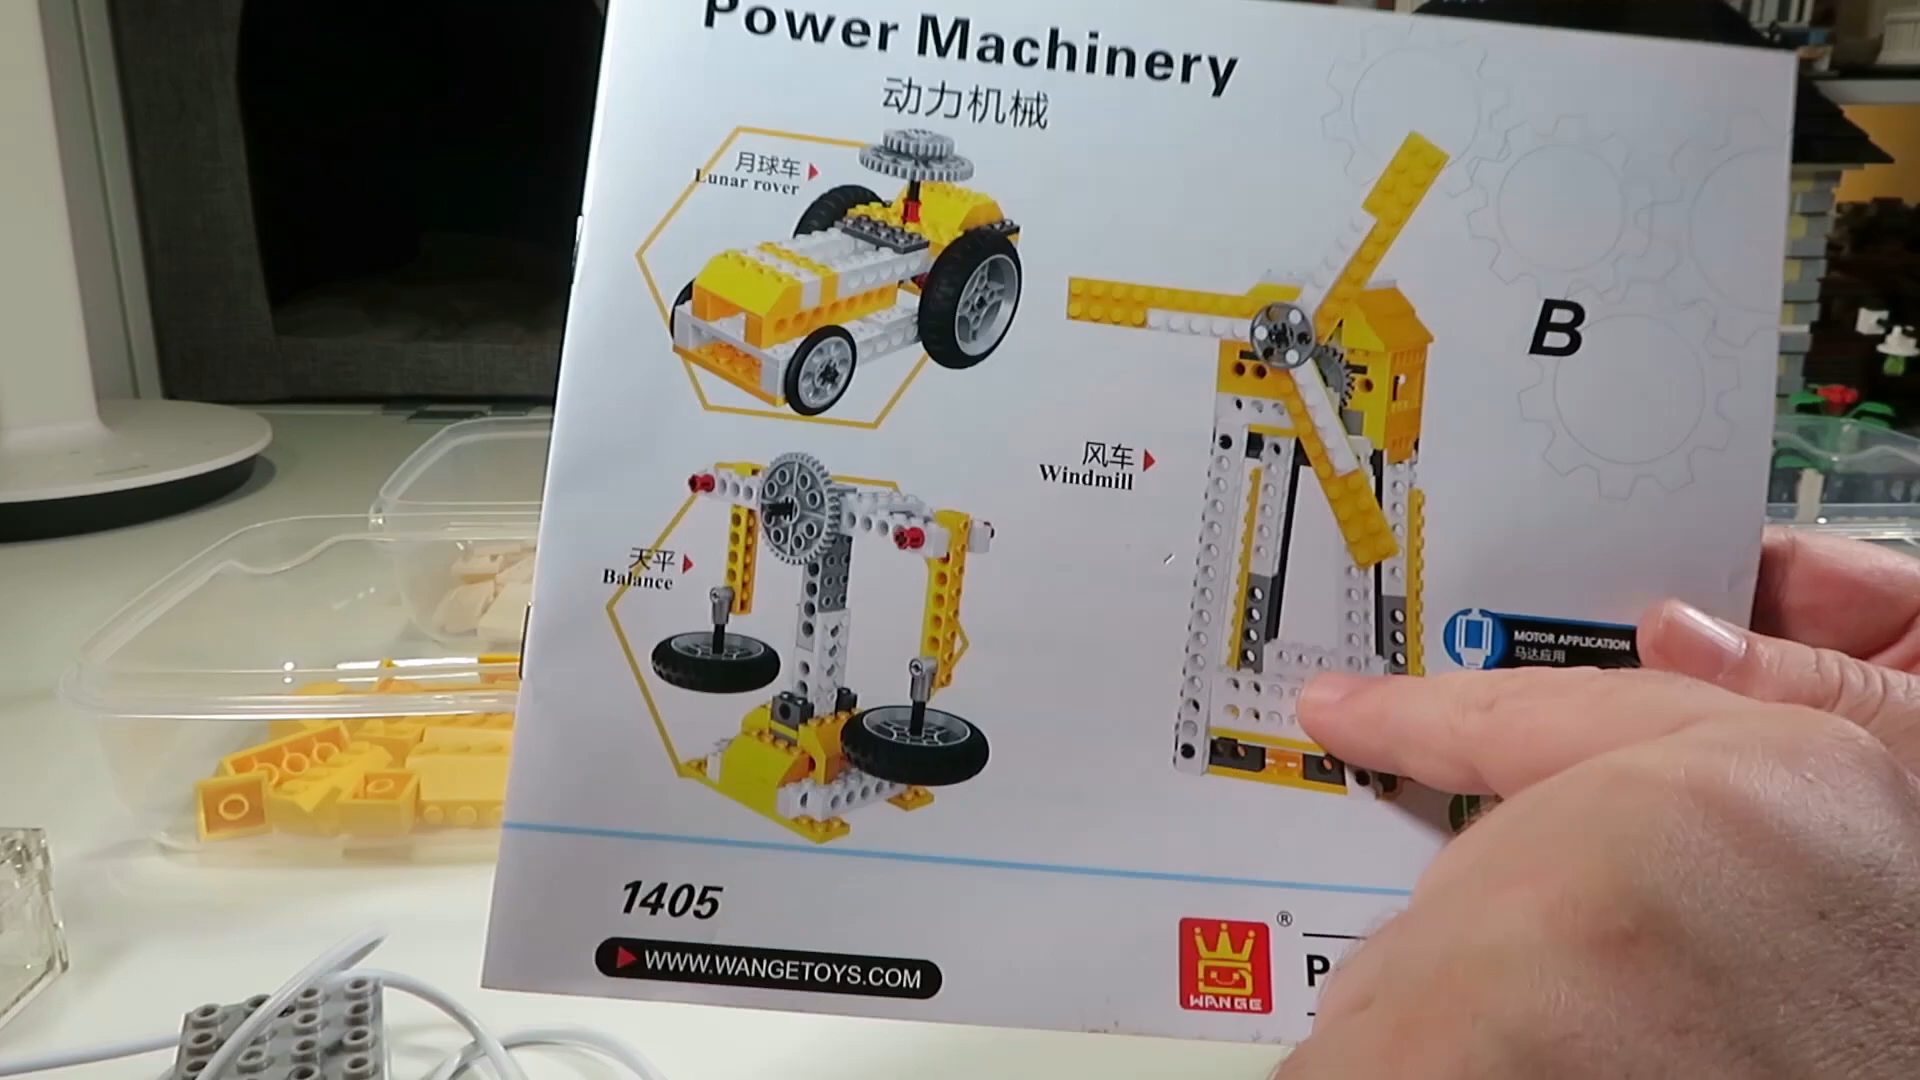 Power Machinery
动力机械
月球车
Lunar rover
B
风车
Windmill
天平
Balance
MOTOR APPLICATION
马达应用
1405
WWW.WANGETOYS.COM
®
WANGE